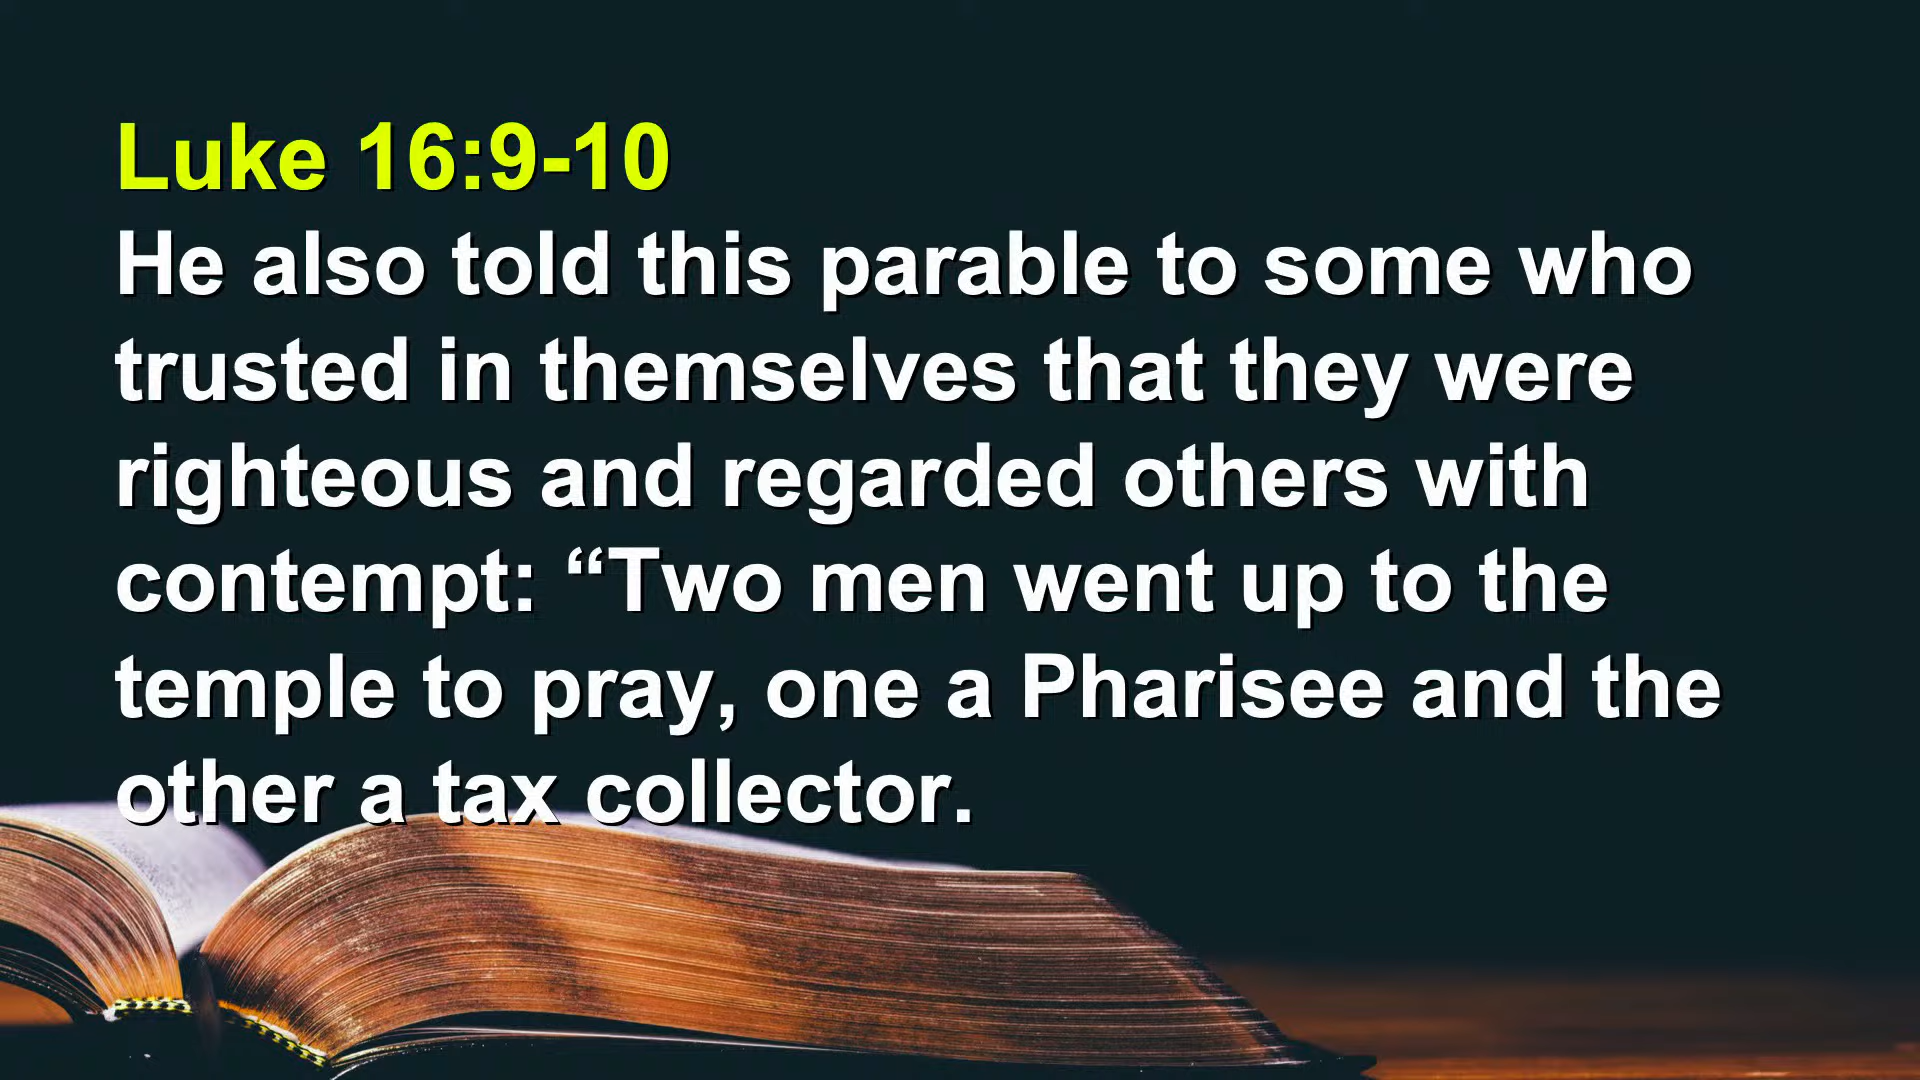 Luke 16:9-10
He also told this parable to some who
trusted in themselves that they were
righteous and regarded others with
contempt: “Two men went up to the
temple to pray, one a Pharisee and the
other a tax collector.